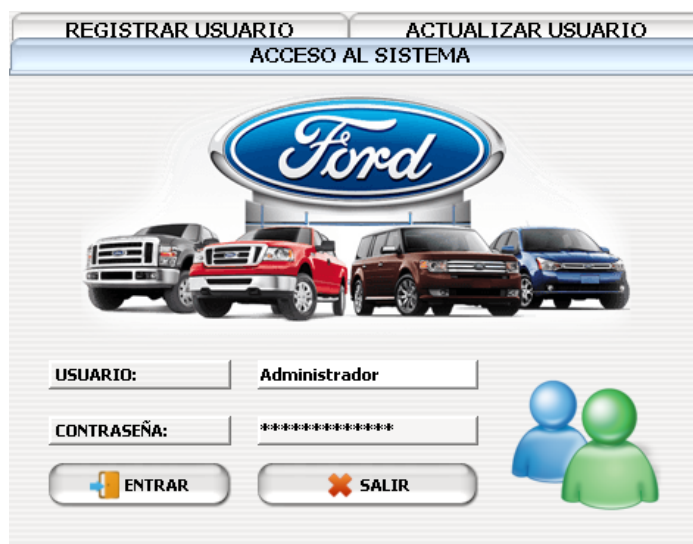 REGISTRAR USUARIO
ACTUALIZAR USUARIO
ACCESO AL SISTEMA
Ford
USUARIO:
Administrador
CONTRASEÑA:
*************
ENTRAR
SALIR